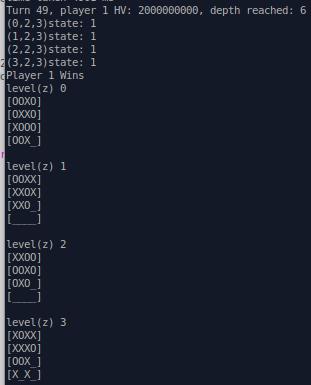 Turn 49, player 1 HV: 2000000000, depth reached: 6
(0,2,3)state: 1
(1,2,3)state: 1
(2,2,3)state: 1
(3,2,3)state: 1
Player 1 Wins
level(z) 0
[OOXO]
[OXXO]
[XOOO]
[OOX_]
level(z) 1
[OOXX]
[XXOX]
[XXO_]
[____]
level(z) 2
[XXOO]
[OOXO]
[OXO_]
[____]
level(z) 3
[XOXX]
[XXXO]
[OOX_]
[X_X_]